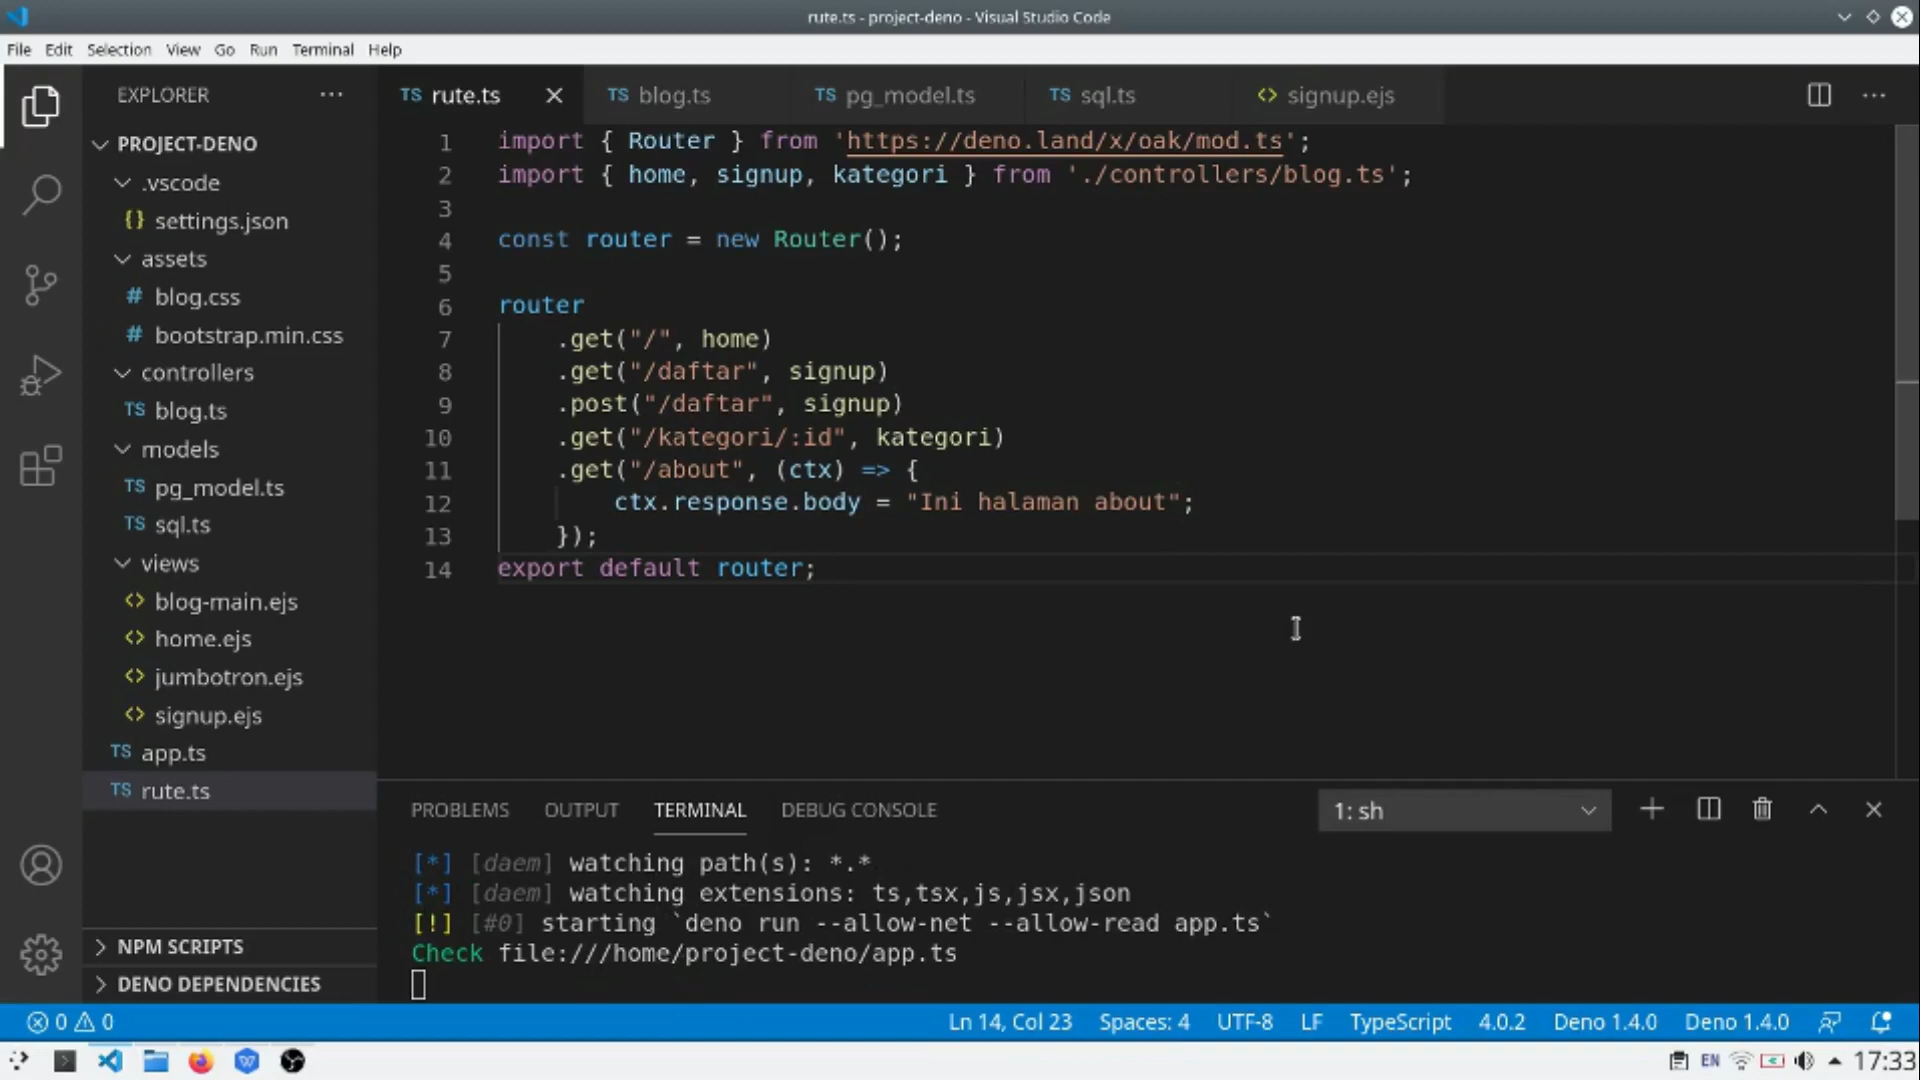 rute.ts - project-deno - Visual Studio Code
File Edit Selection View Go Run Terminal Help
EXPLORER
PROJECT-DENO
.vscode
{} settings.json
assets
# blog.css
# bootstrap.min.css
controllers
TS blog.ts
models
TS pg_model.ts
TS sql.ts
views
<> blog-main.ejs
<> home.ejs
<> jumbotron.ejs
<> signup.ejs
TS app.ts
TS rute.ts
NPM SCRIPTS
DENO DEPENDENCIES
TS rute.ts TS blog.ts TS pg_model.ts TS sql.ts <> signup.ejs
1 import { Router } from 'https://deno.land/x/oak/mod.ts';
2 import { home, signup, kategori } from './controllers/blog.ts';
3
4 const router = new Router();
5
6 router
7 .get("/", home)
8 .get("/daftar", signup)
9 .post("/daftar", signup)
10 .get("/kategori/:id", kategori)
11 .get("/about", (ctx) => {
12 ctx.response.body = "Ini halaman about";
13 });
14 export default router;
PROBLEMS OUTPUT TERMINAL DEBUG CONSOLE 1: sh
[*] [daem] watching path(s): *.*
[*] [daem] watching extensions: ts,tsx,js,jsx,json
[!] [#0] starting `deno run --allow-net --allow-read app.ts`
Check file:///home/project-deno/app.ts
0 0 Ln 14, Col 23 Spaces: 4 UTF-8 LF TypeScript 4.0.2 Deno 1.4.0 Deno 1.4.0
EN 17:33